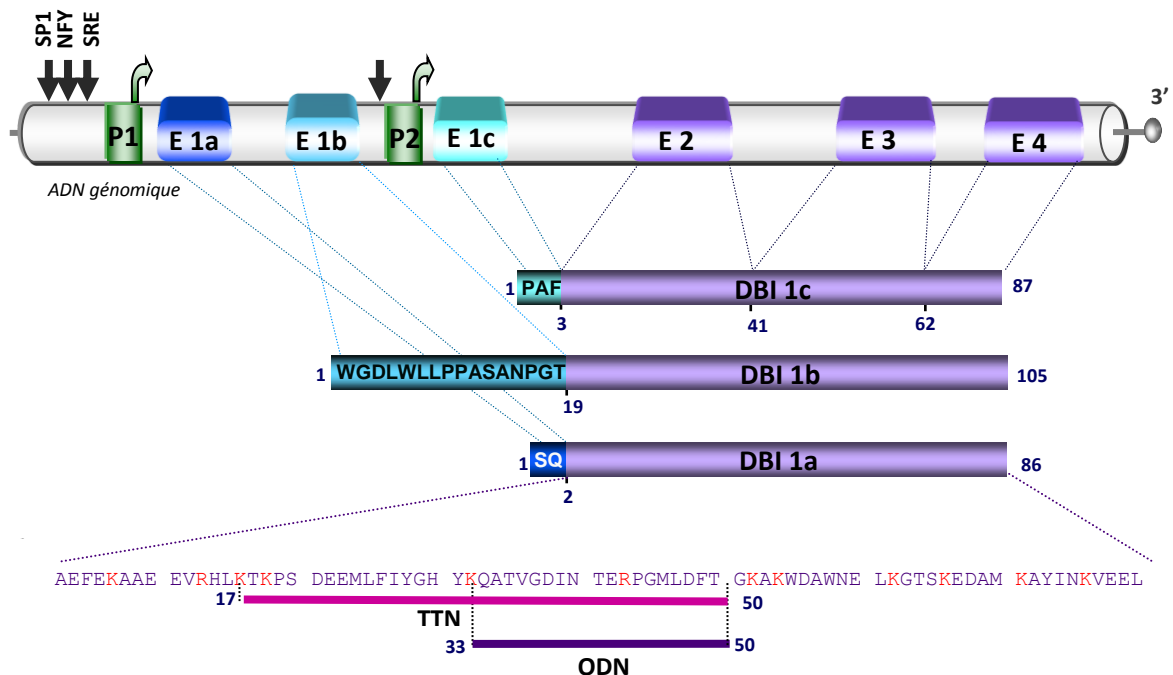 SP1
NFY
SRE
3’
P1
E 1a
E 1b
P2
E 1c
E 2
E 3
E 4
ADN génomique
1 PAF DBI 1c 87
3 41 62
1 WGDLWLLPPASANPGT DBI 1b 105
19
1 SQ DBI 1a 86
2
AEFEKAAE EVRHLKTKPS DEEMLFIYGH YKQATVGDIN TERPGMLDFT GKAKWDAWNE LKGTSKEDAM KAYINKVEEL
17 50
TTN
33 50
ODN